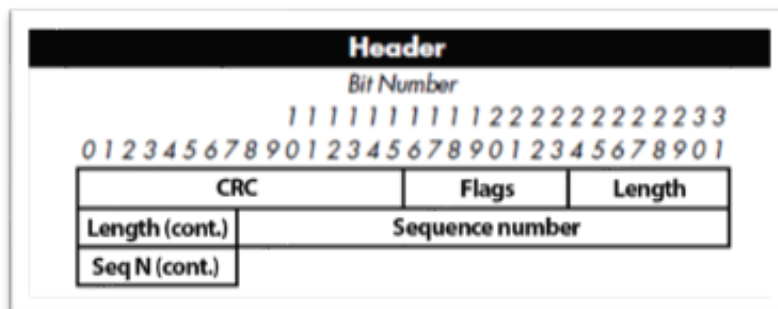 Header
Bit Number
1 1 1 1 1 1 1 1 1 1 2 2 2 2 2 2 2 2 2 2 3 3
0 1 2 3 4 5 6 7 8 9 0 1 2 3 4 5 6 7 8 9 0 1 2 3 4 5 6 7 8 9 0 1
CRC Flags Length
Length (cont.) Sequence number
Seq N (cont.)